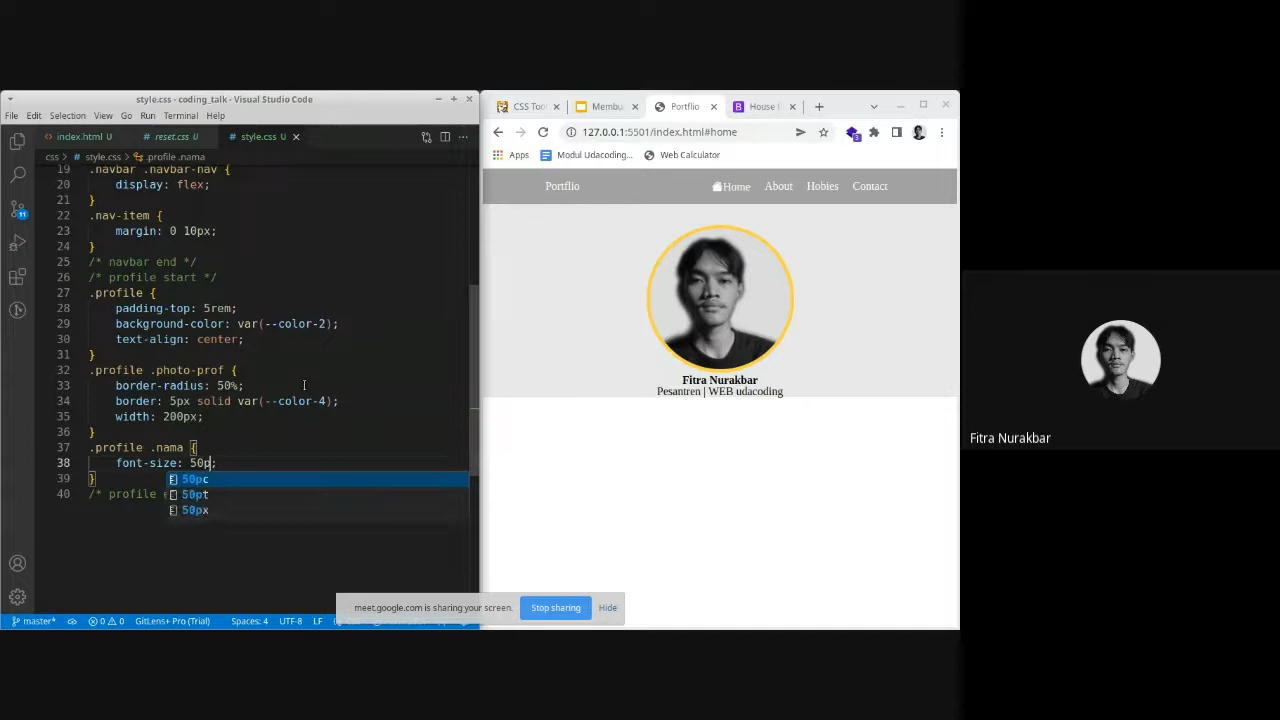 style.css - coding_talk - Visual Studio Code
File Edit Selection View Go Run Terminal Help
index.html U reset.css U style.css U
css > # style.css > .profile .nama
19 .navbar .navbar-nav {
20 display: flex;
21 }
22 .nav-item {
23 margin: 0 10px;
24 }
25 /* navbar end */
26 /* profile start */
27 .profile {
28 padding-top: 5rem;
29 background-color: var(--color-2);
30 text-align: center;
31 }
32 .profile .photo-prof {
33 border-radius: 50%;
34 border: 5px solid var(--color-4);
35 width: 200px;
36 }
37 .profile .nama {
38 font-size: 50p;
39 }
50pc
40 /* profile
50pt
50px
11
master* 0 0 GitLens+ Pro (Trial) Spaces: 4 UTF-8 LF
CSS Too Membu Portflio House
127.0.0.1:5501/index.html#home
3
Apps Modul Udacoding... Web Calculator
Portflio Home About Hobies Contact
Fitra Nurakbar
Pesantren | WEB udacoding
meet.google.com is sharing your screen. Stop sharing Hide
Fitra Nurakbar